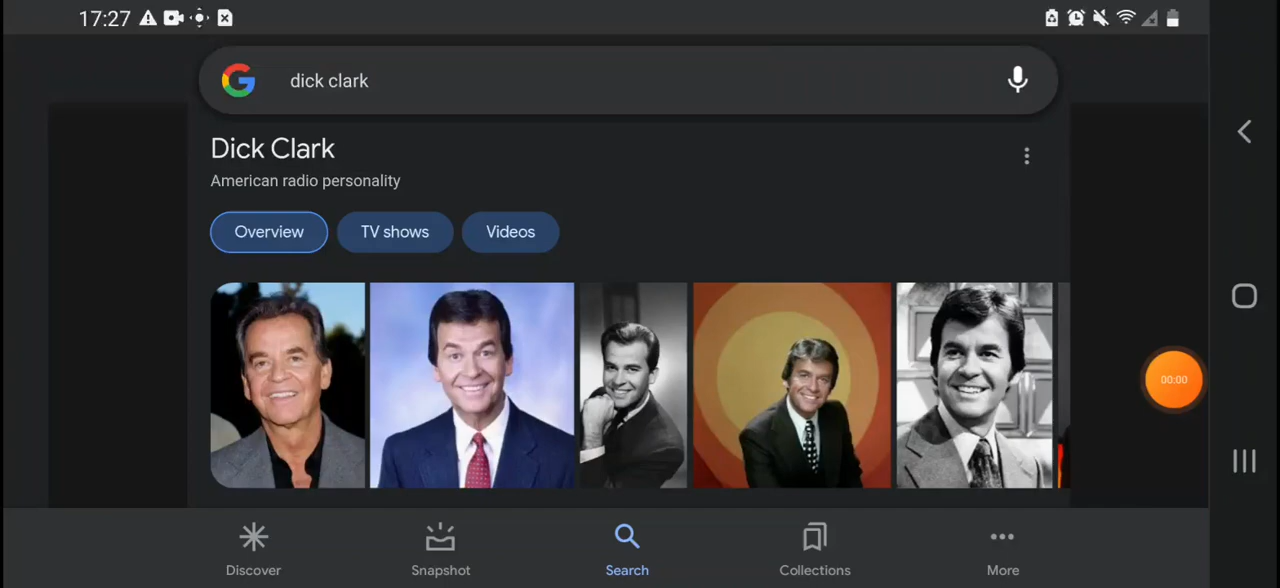 17:27
dick clark
Dick Clark
American radio personality
Overview
TV shows
Videos
00:00
Discover
Snapshot
Search
Collections
More